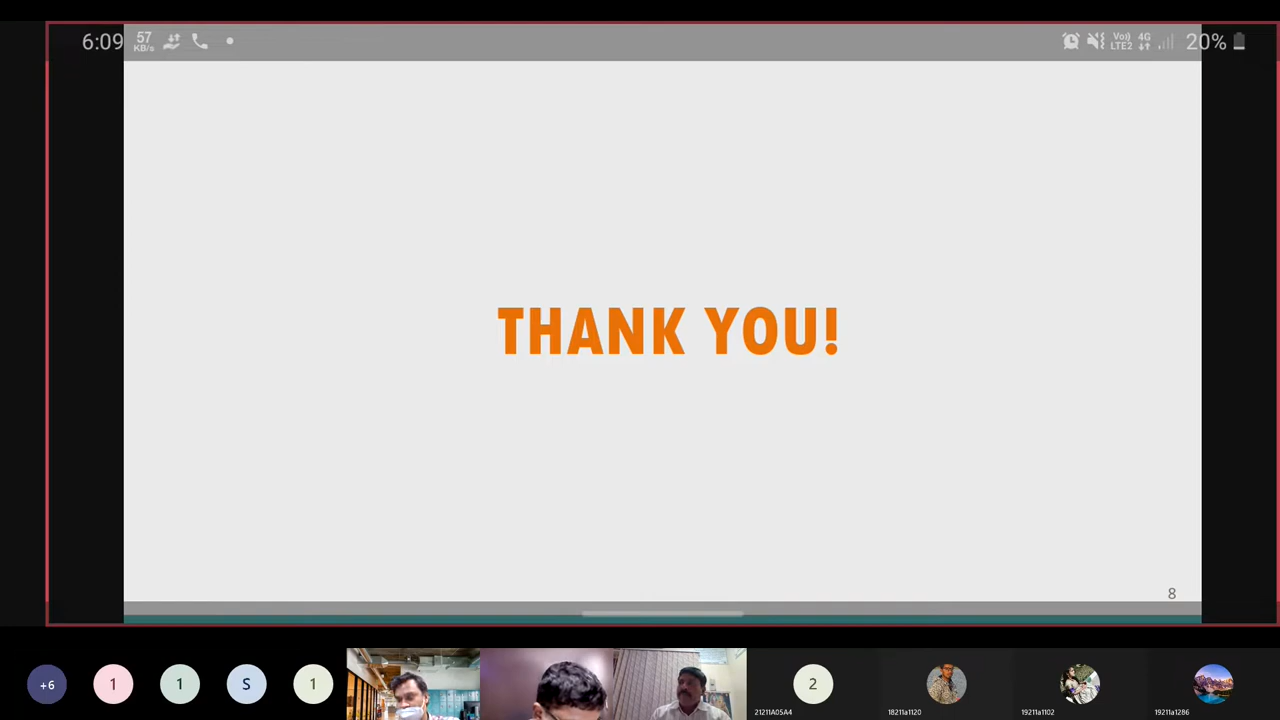 6:09 57 KB/s Vo)) LTE2 4G 20%
THANK YOU!
8
+6 1 1 S 1 2
21211A05A4 18211a1120 19211a1102 19211a1286